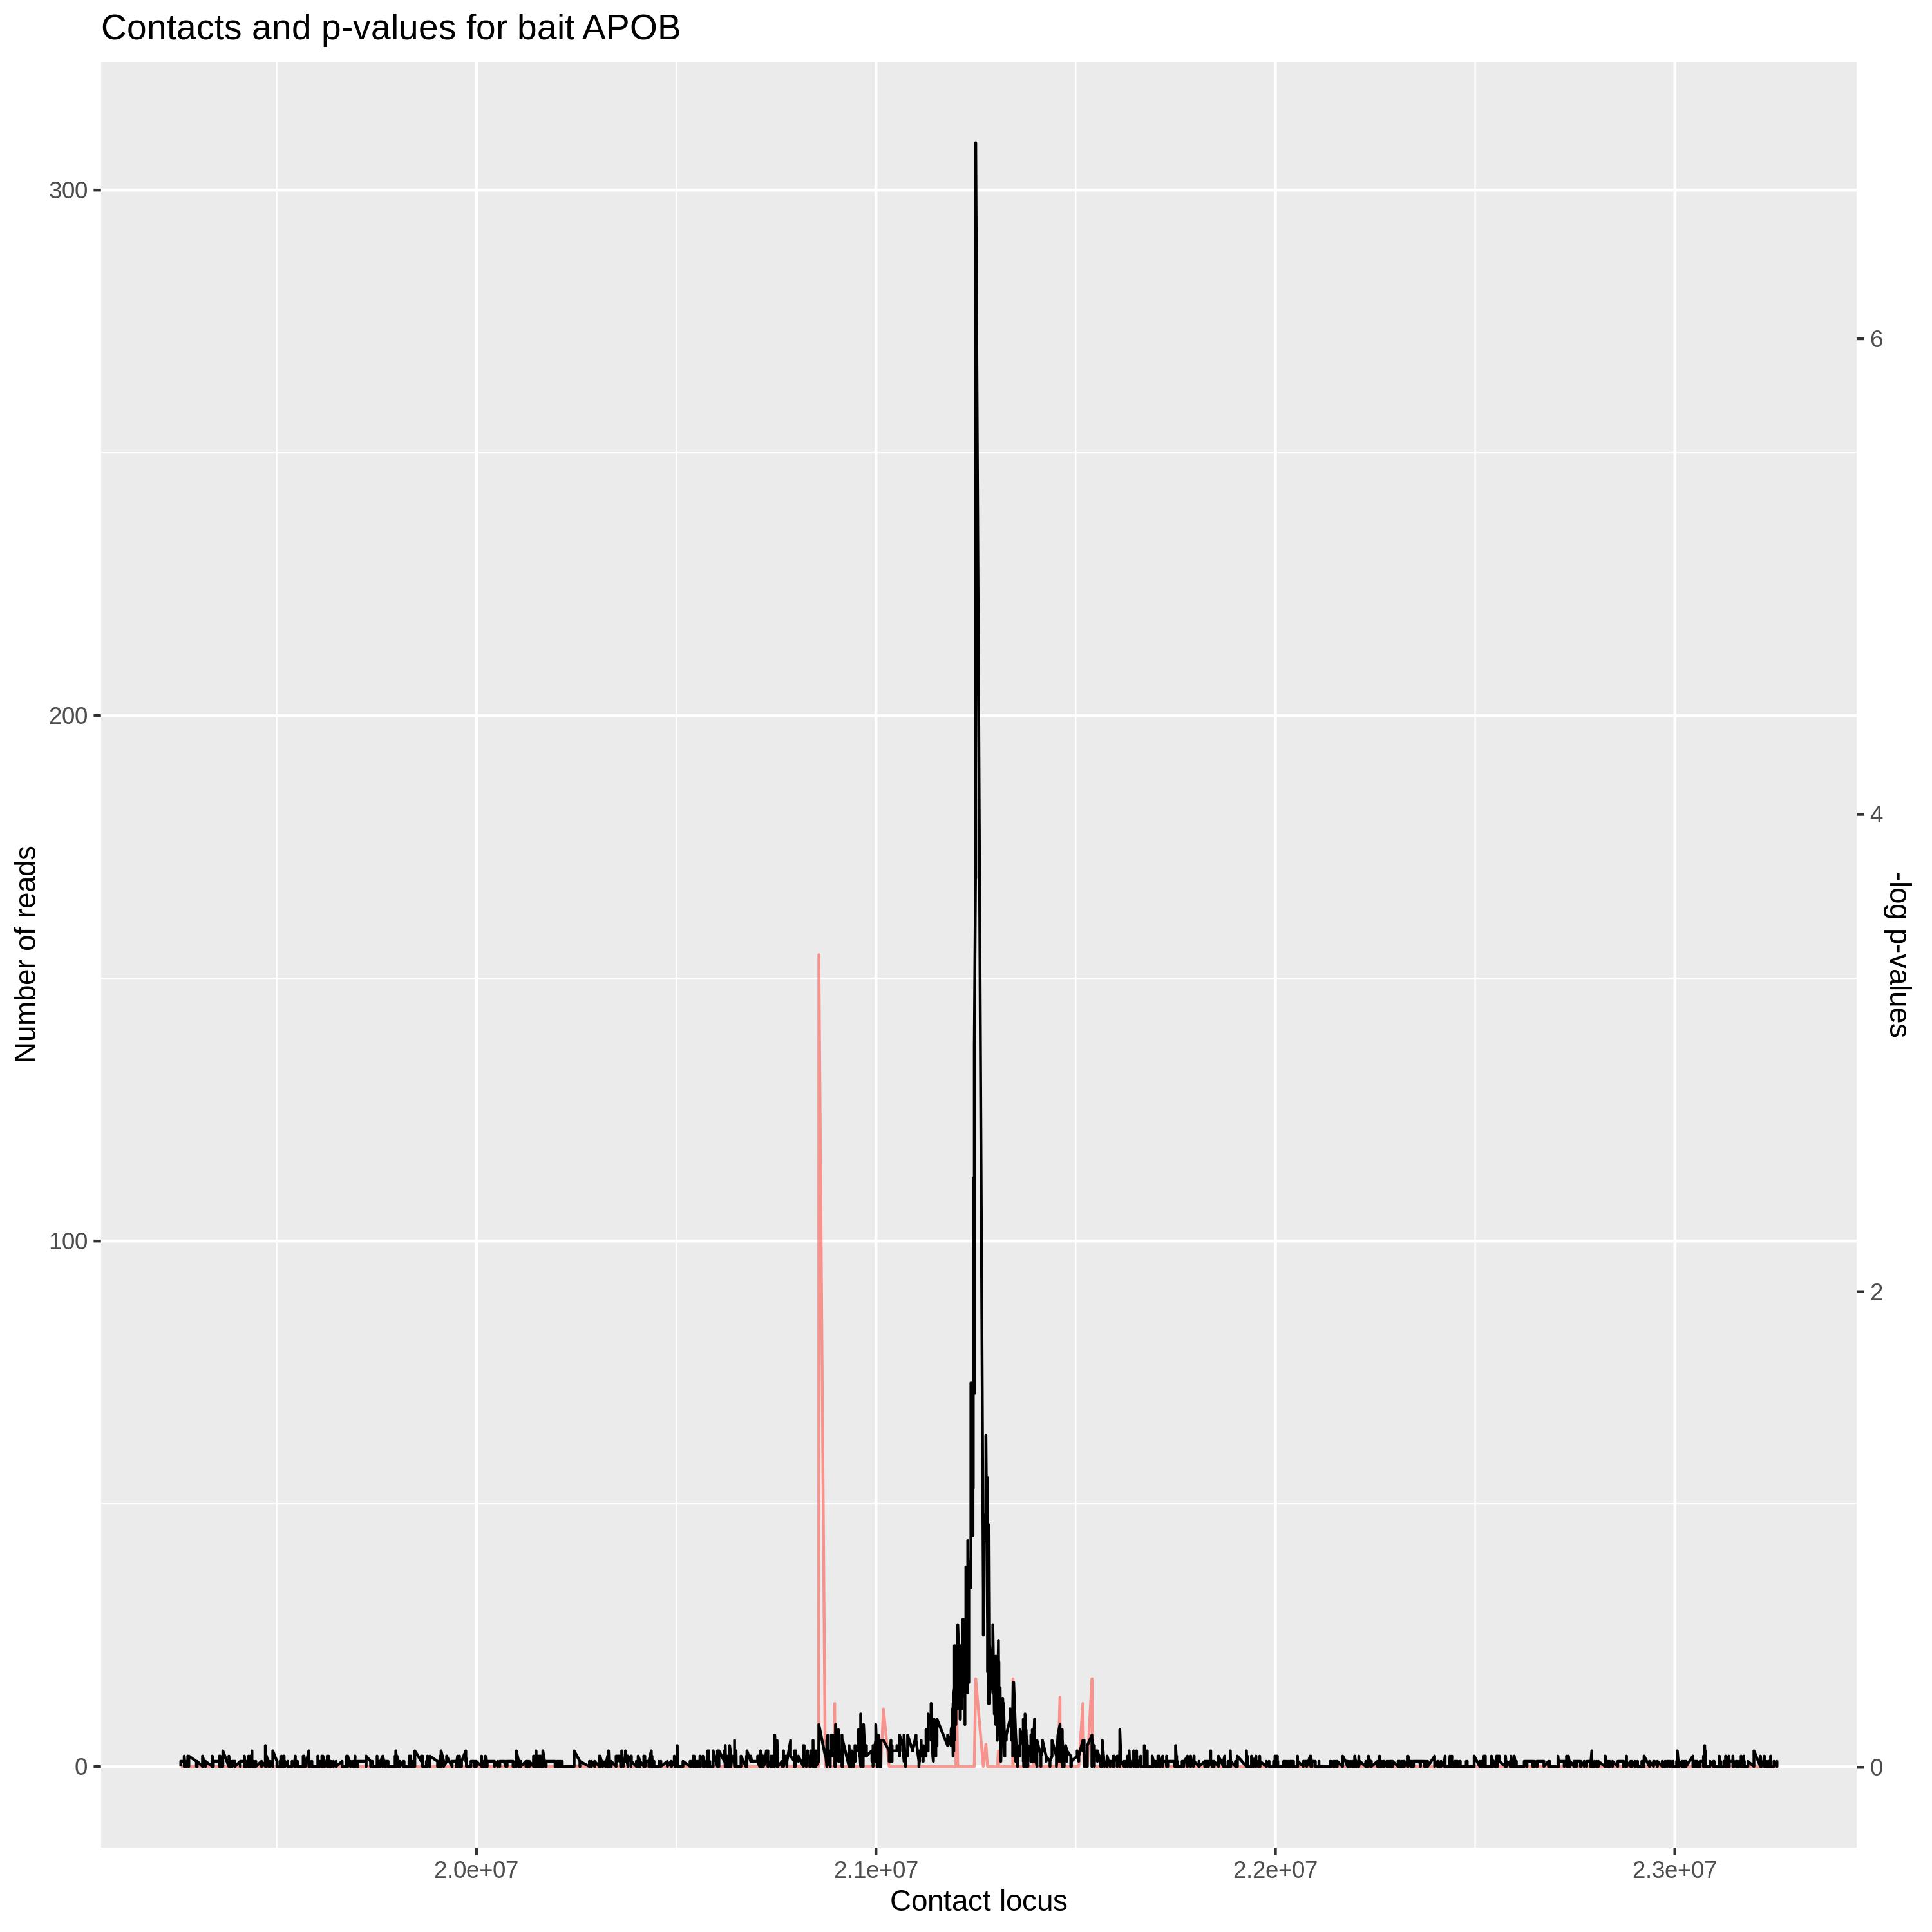 Contacts and p-values for bait APOB
300
200
100
0
Number of reads
6
4
2
0
-log p-values
2.0e+07
2.1e+07
2.2e+07
2.3e+07
Contact locus